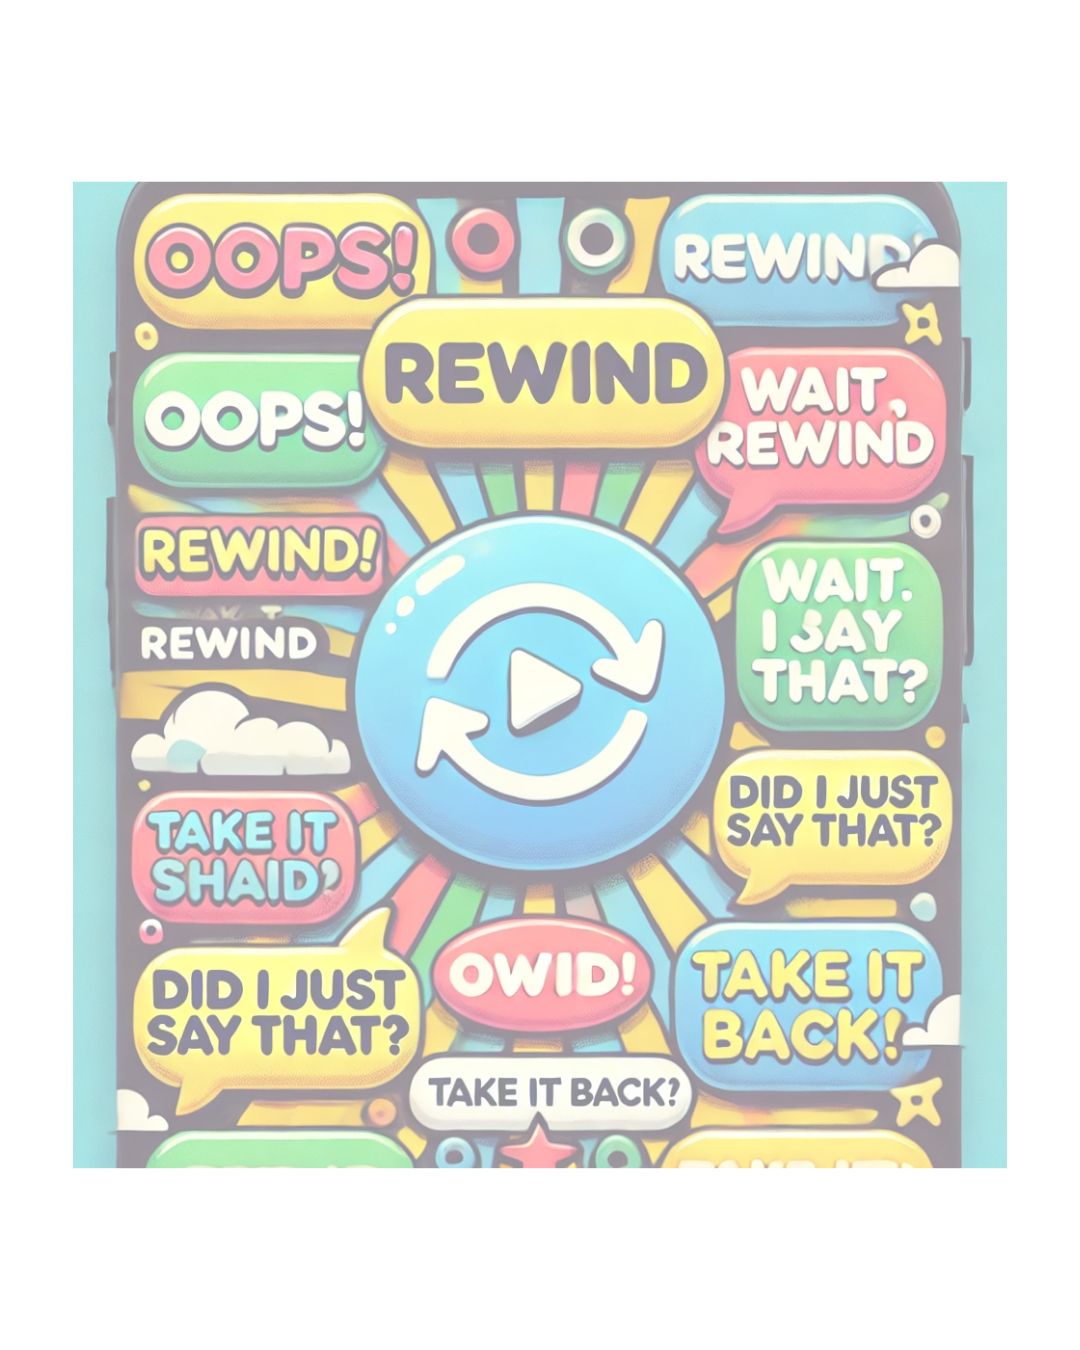 OOPS!
REWIND'
REWIND
OOPS!
WAIT,
REWIND
REWIND!
REWIND
WAIT.
I SAY
THAT?
TAKE IT
SHAID'
DID I JUST
SAY THAT?
DID I JUST
SAY THAT?
OWID!
TAKE IT
BACK!
TAKE IT BACK?